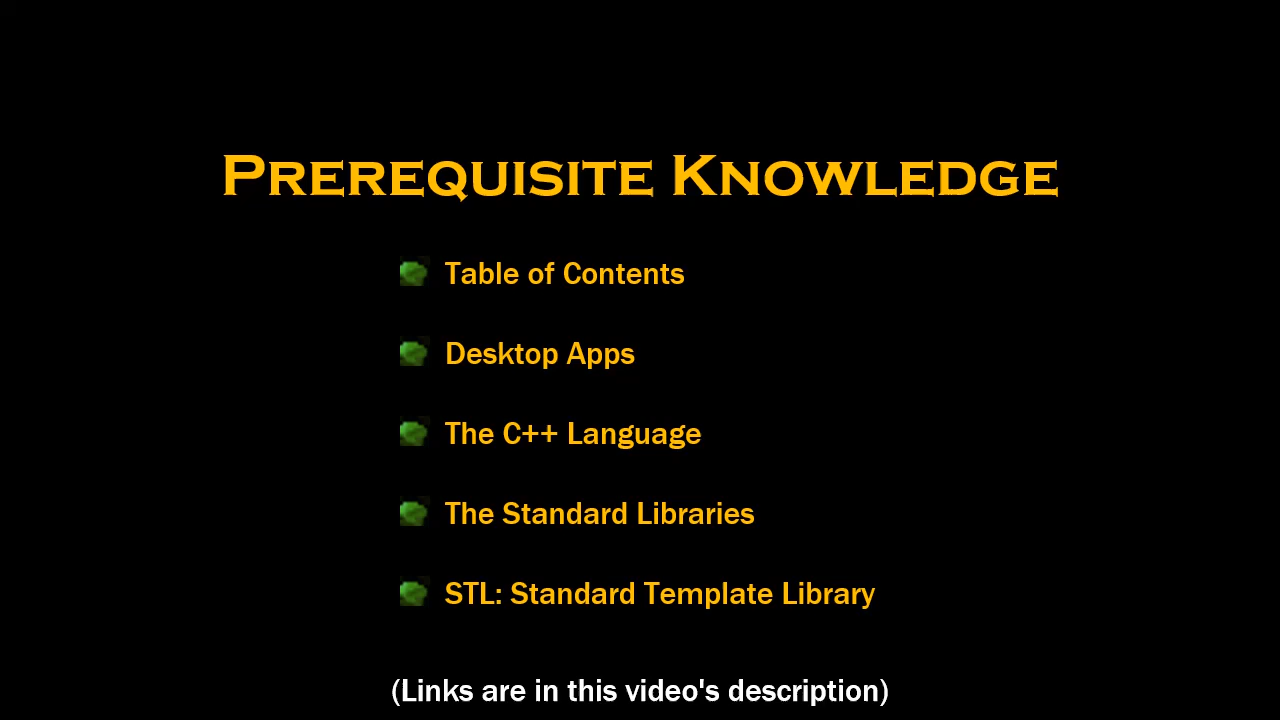 Prerequisite Knowledge
Table of Contents
Desktop Apps
The C++ Language
The Standard Libraries
STL: Standard Template Library
(Links are in this video's description)